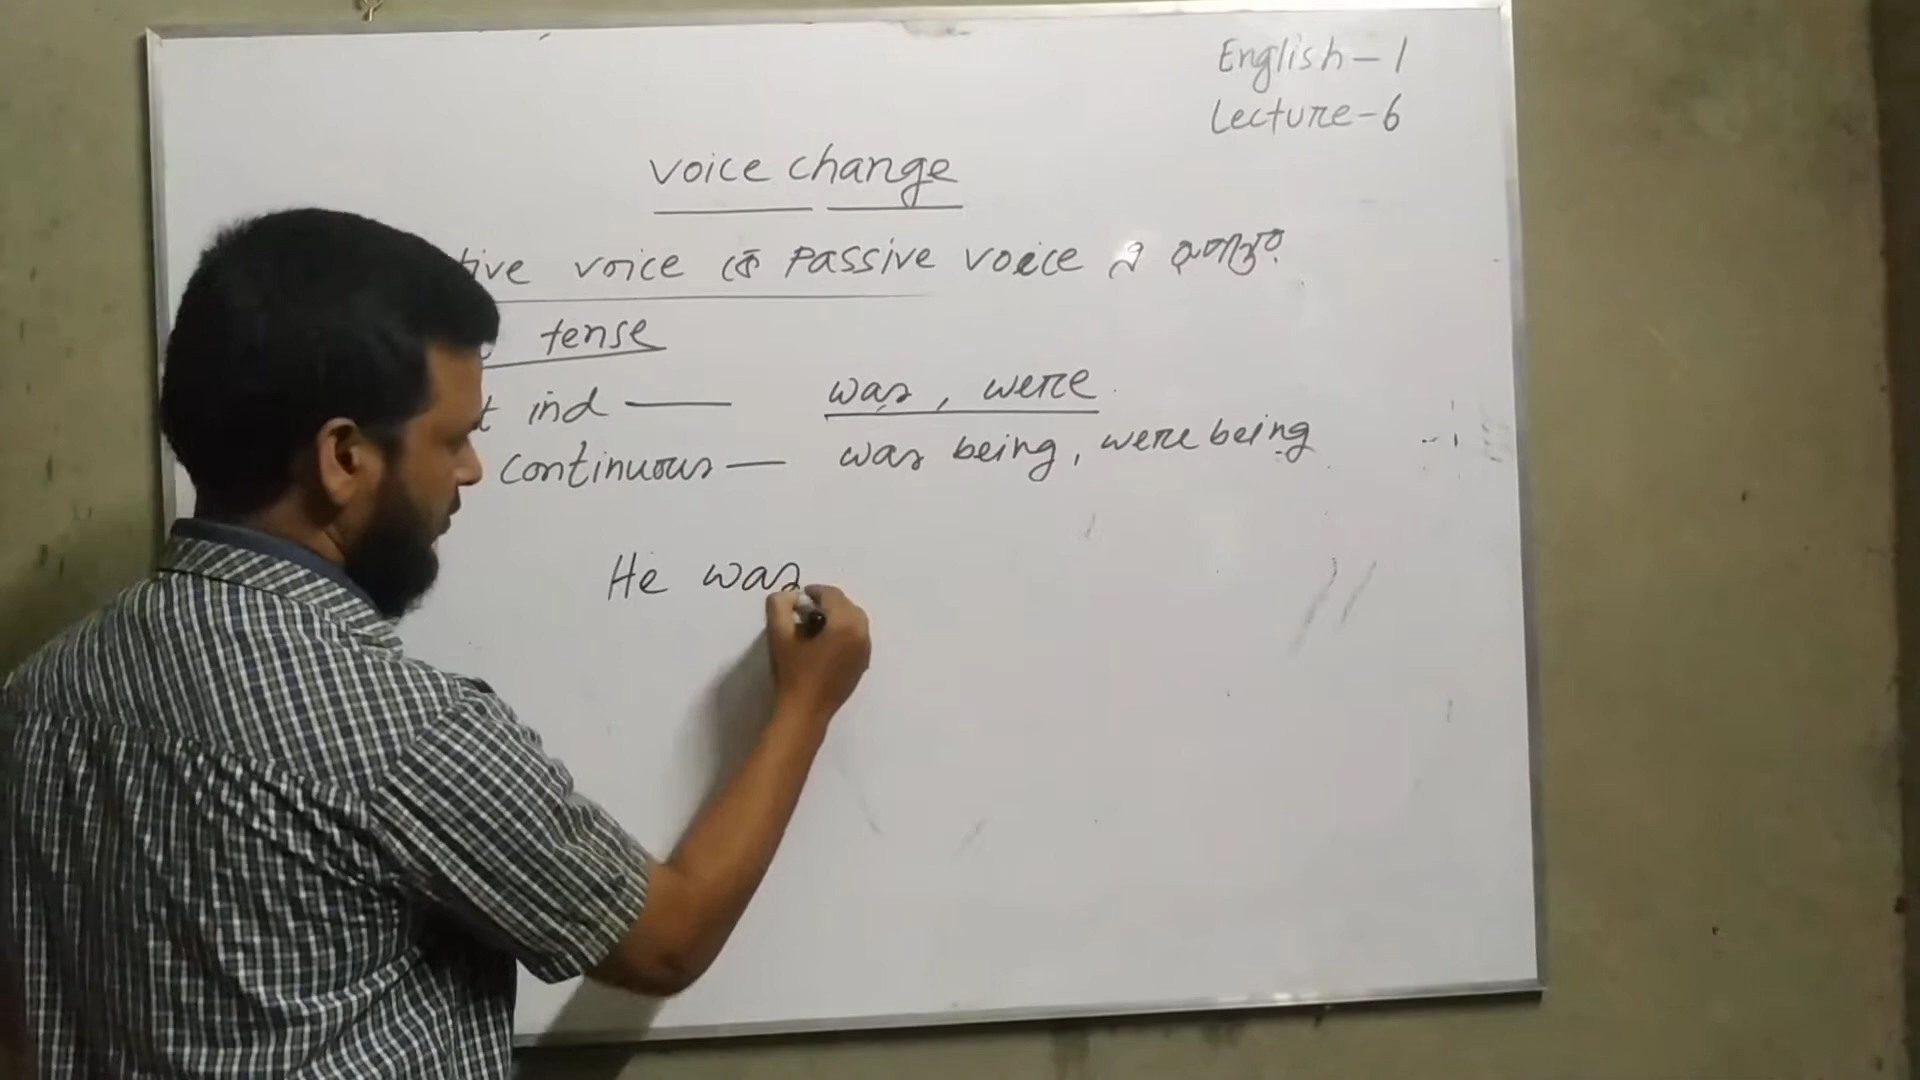 English-1
Lecture-6
voice change
tive voice কে Passive voice এ রূপান্তর
tense
t ind — was, were
continuous — was being, were being
He was